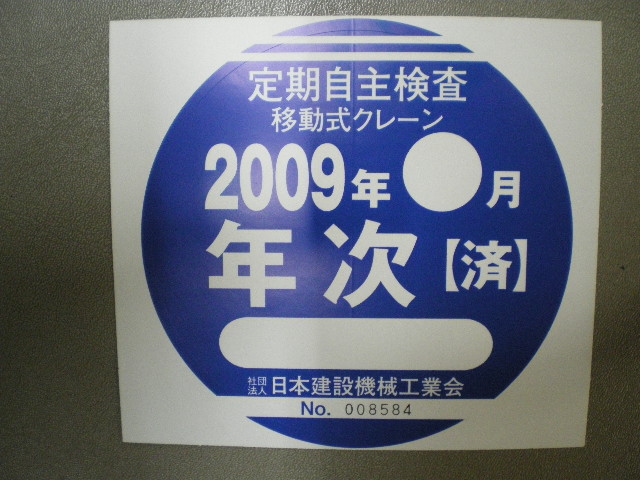 定期自主検査
移動式クレーン
2009年 月
年次【済】
社団法人 日本建設機械工業会
No. 008584